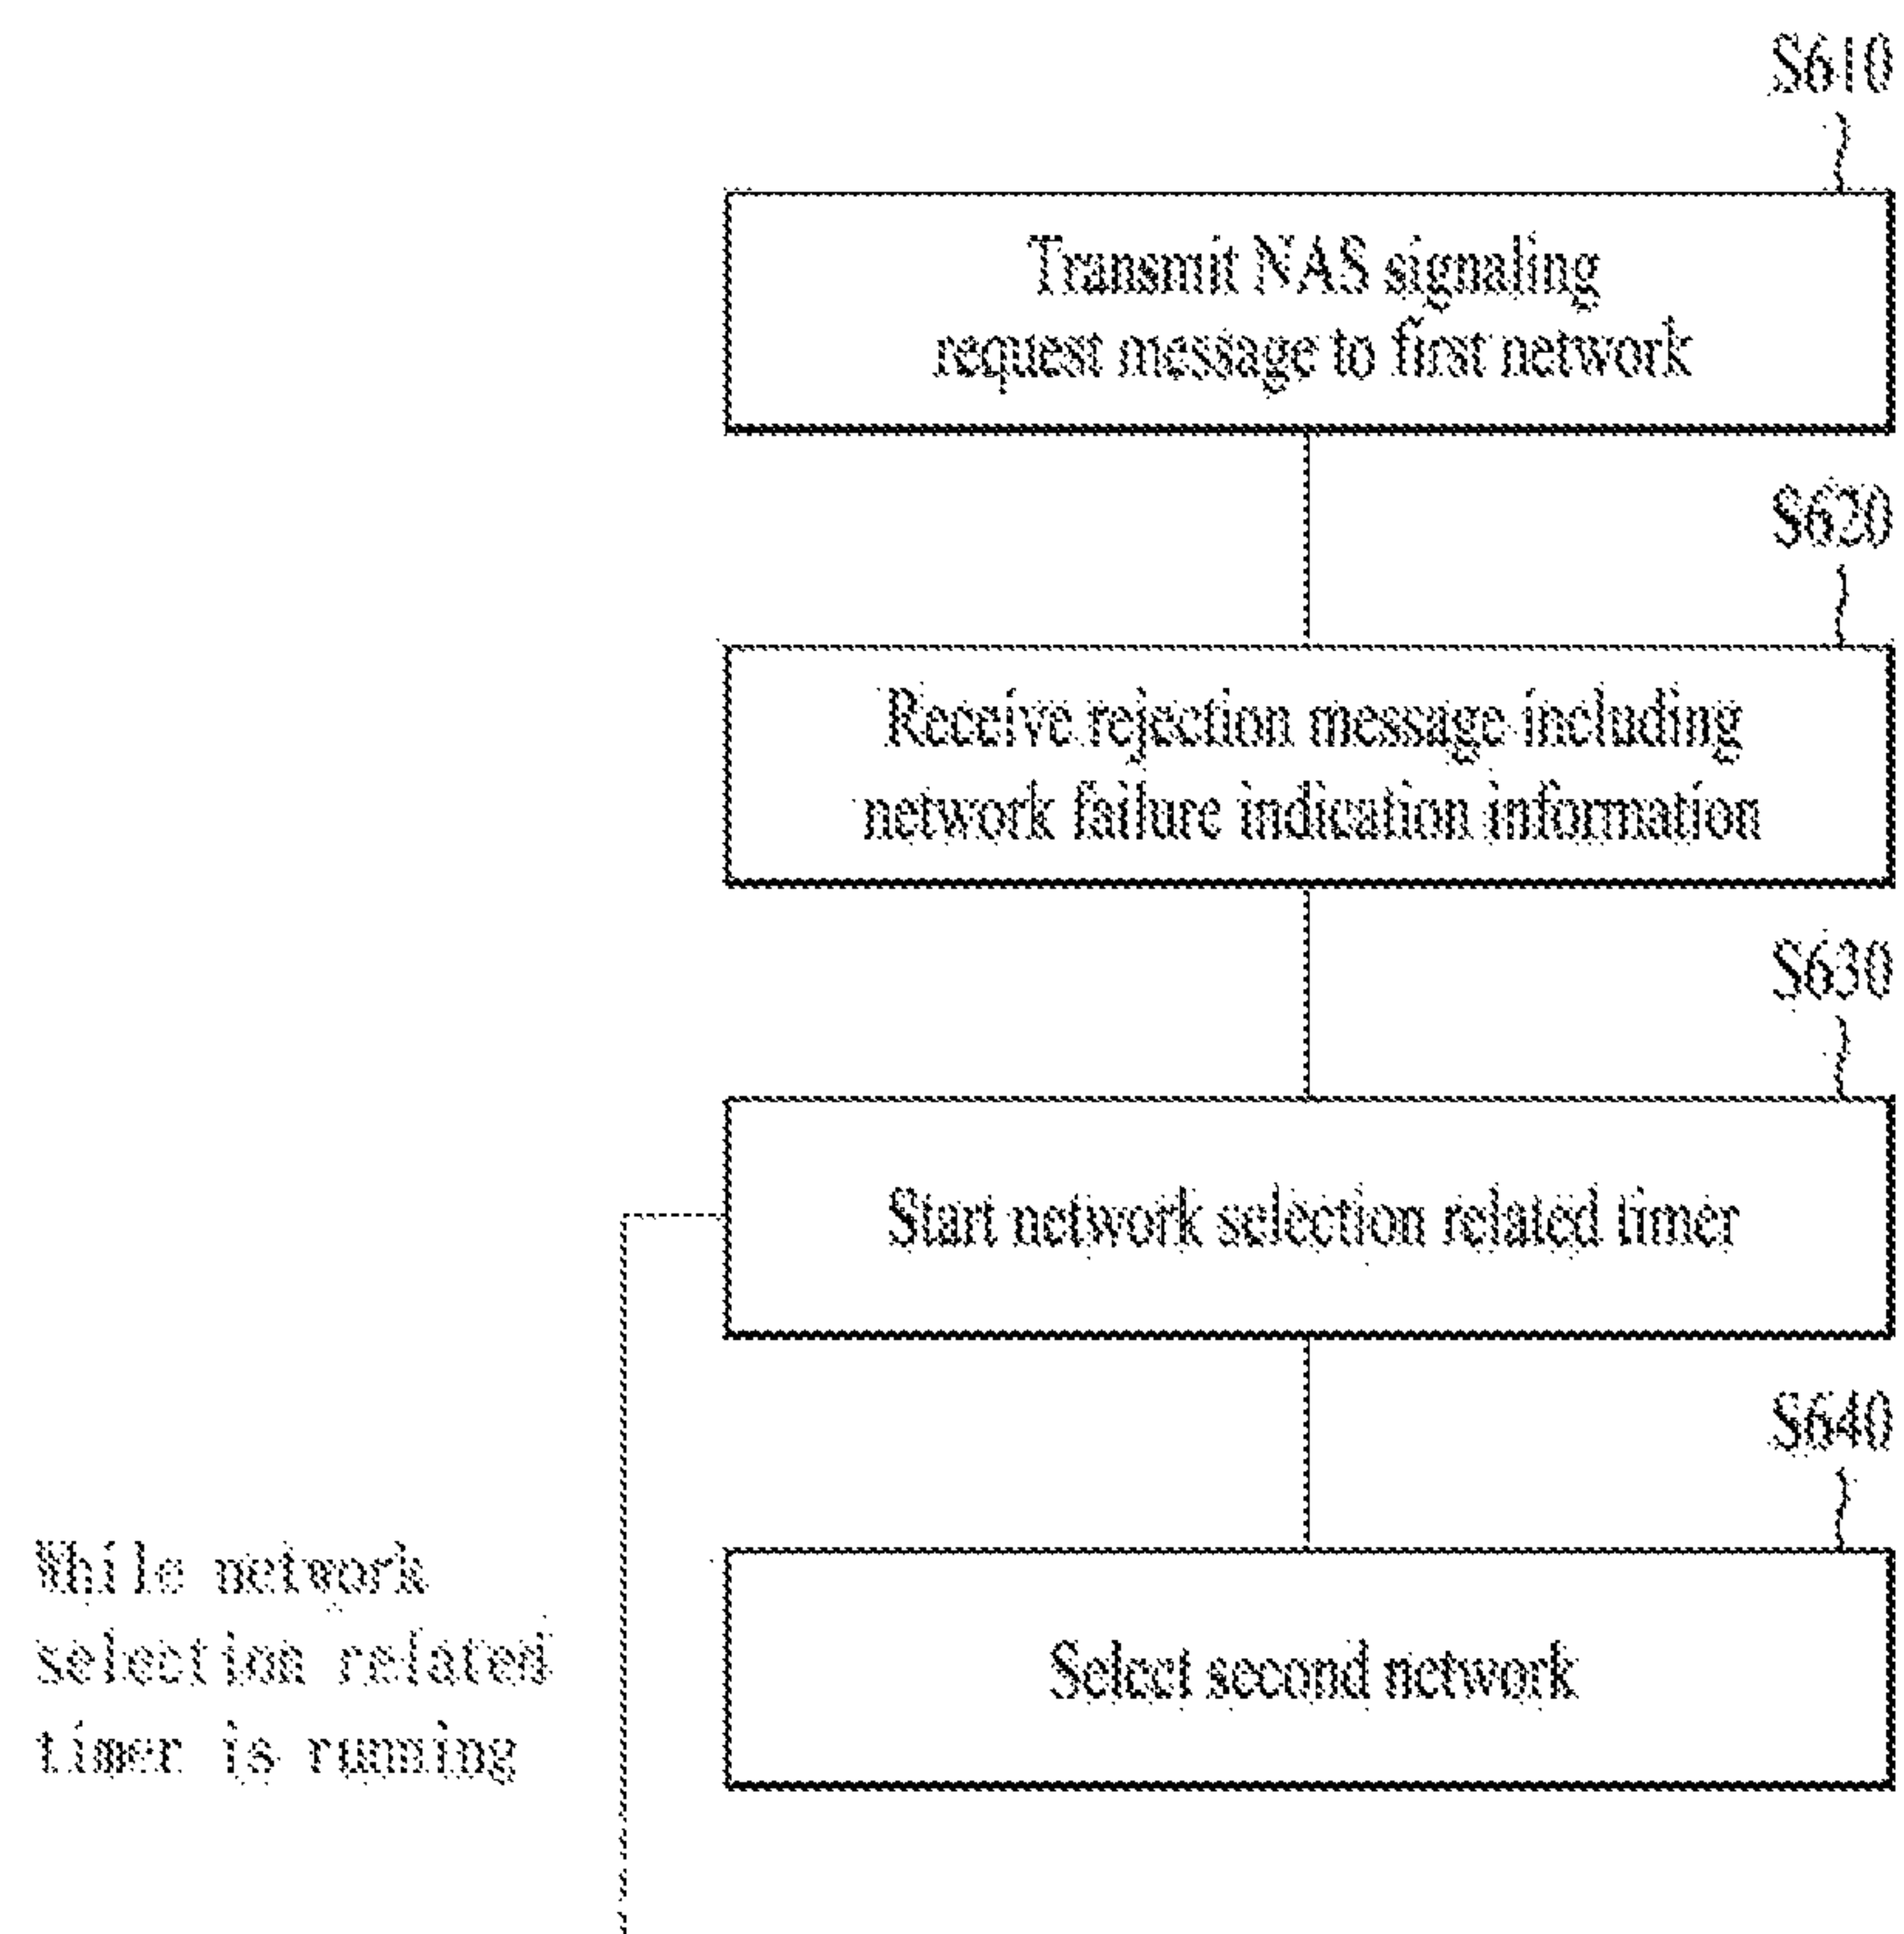 S610
Transmit NAS signaling
request message to first network
S620
Receive rejection message including
network failure indication information
S630
Start network selection related timer
S640
While network
selection related
timer is running
Select second network